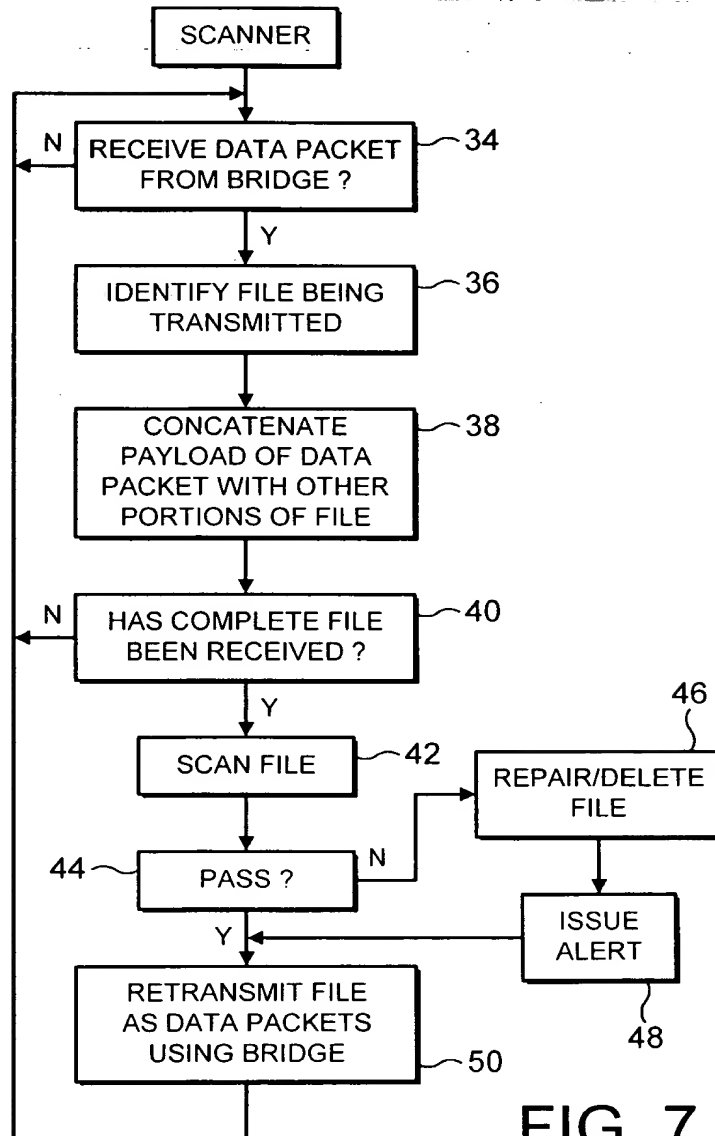 SCANNER
N
RECEIVE DATA PACKET
FROM BRIDGE ?
34
Y
IDENTIFY FILE BEING
TRANSMITTED
36
CONCATENATE
PAYLOAD OF DATA
PACKET WITH OTHER
PORTIONS OF FILE
38
N
HAS COMPLETE FILE
BEEN RECEIVED ?
40
Y
SCAN FILE
42
46
REPAIR/DELETE
FILE
44
PASS ?
N
Y
ISSUE
ALERT
48
RETRANSMIT FILE
AS DATA PACKETS
USING BRIDGE
50
FIG. 7